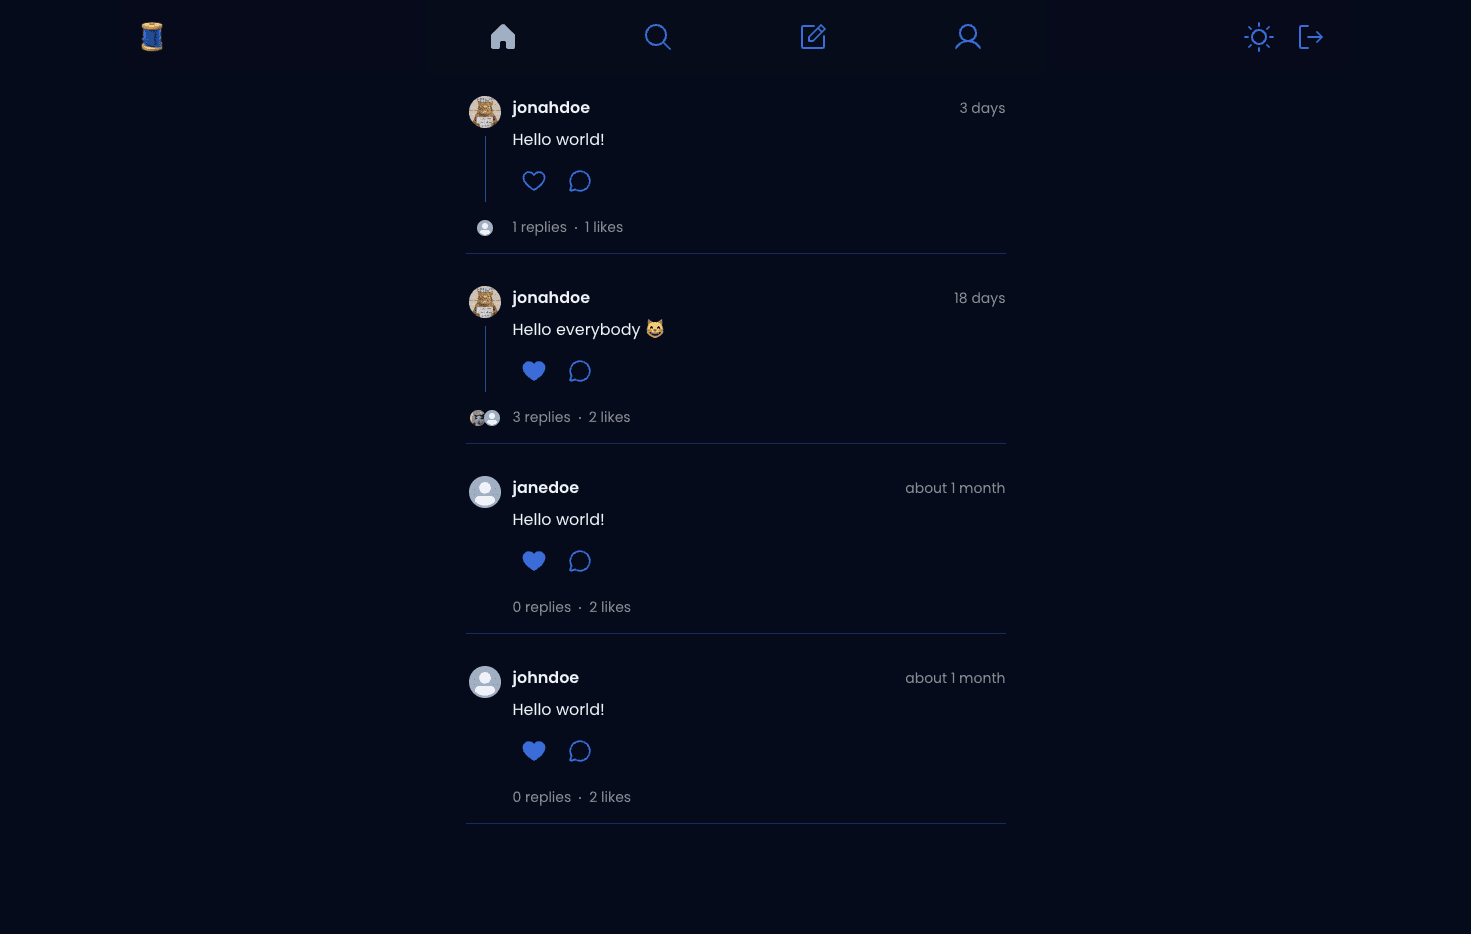 jonahdoe 3 days
Hello world!
1 replies · 1 likes
jonahdoe 18 days
Hello everybody 😸
3 replies · 2 likes
janedoe about 1 month
Hello world!
0 replies · 2 likes
johndoe about 1 month
Hello world!
0 replies · 2 likes